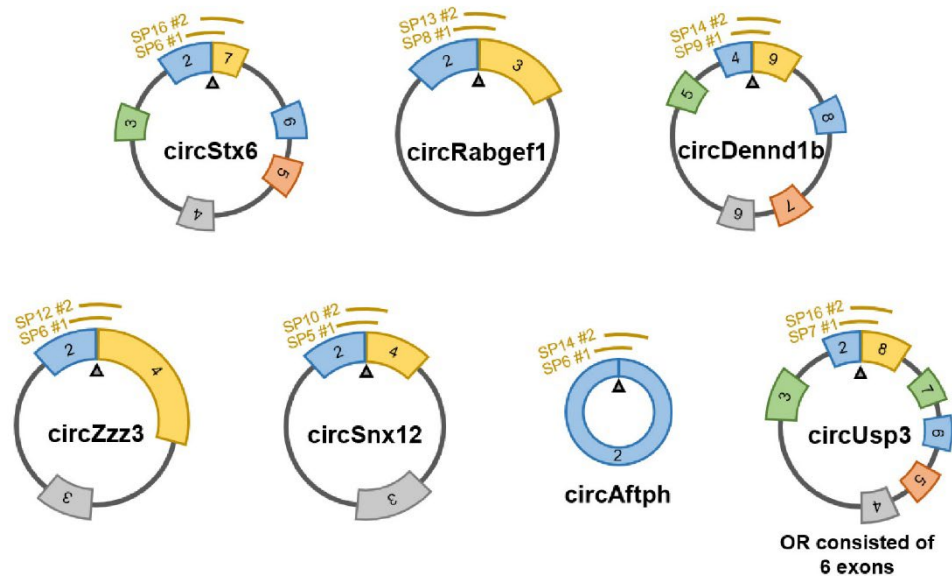 SP16 #2
SP6 #1
2
7
3
6
5
4
circStx6
SP13 #2
SP8 #1
2
3
circRabgef1
SP14 #2
SP9 #1
4
9
5
8
7
6
circDennd1b
SP12 #2
SP6 #1
2
4
3
circZzz3
SP10 #2
SP5 #1
2
4
3
circSnx12
SP14 #2
SP6 #1
2
circAftph
SP16 #2
SP7 #1
2
8
3
7
6
5
4
circUsp3
OR consisted of
6 exons